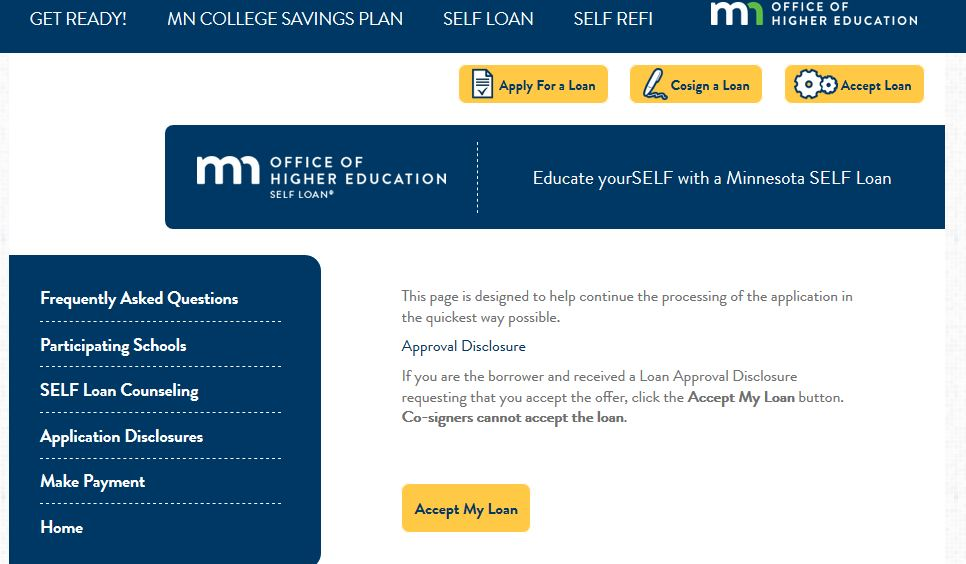 GET READY! MN COLLEGE SAVINGS PLAN SELF LOAN SELF REFI mn OFFICE OF
HIGHER EDUCATION
Apply For a Loan Cosign a Loan Accept Loan
mn OFFICE OF
HIGHER EDUCATION
SELF LOAN®
Educate yourSELF with a Minnesota SELF Loan
Frequently Asked Questions
Participating Schools
SELF Loan Counseling
Application Disclosures
Make Payment
Home
This page is designed to help continue the processing of the application in
the quickest way possible.
Approval Disclosure
If you are the borrower and received a Loan Approval Disclosure
requesting that you accept the offer, click the Accept My Loan button.
Co-signers cannot accept the loan.
Accept My Loan